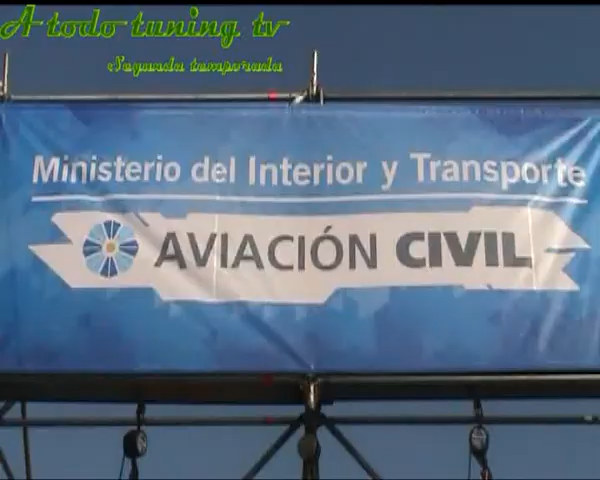 A todo tuning tv
Segunda temporada
Ministerio del Interior y Transporte
AVIACIÓN CIVIL